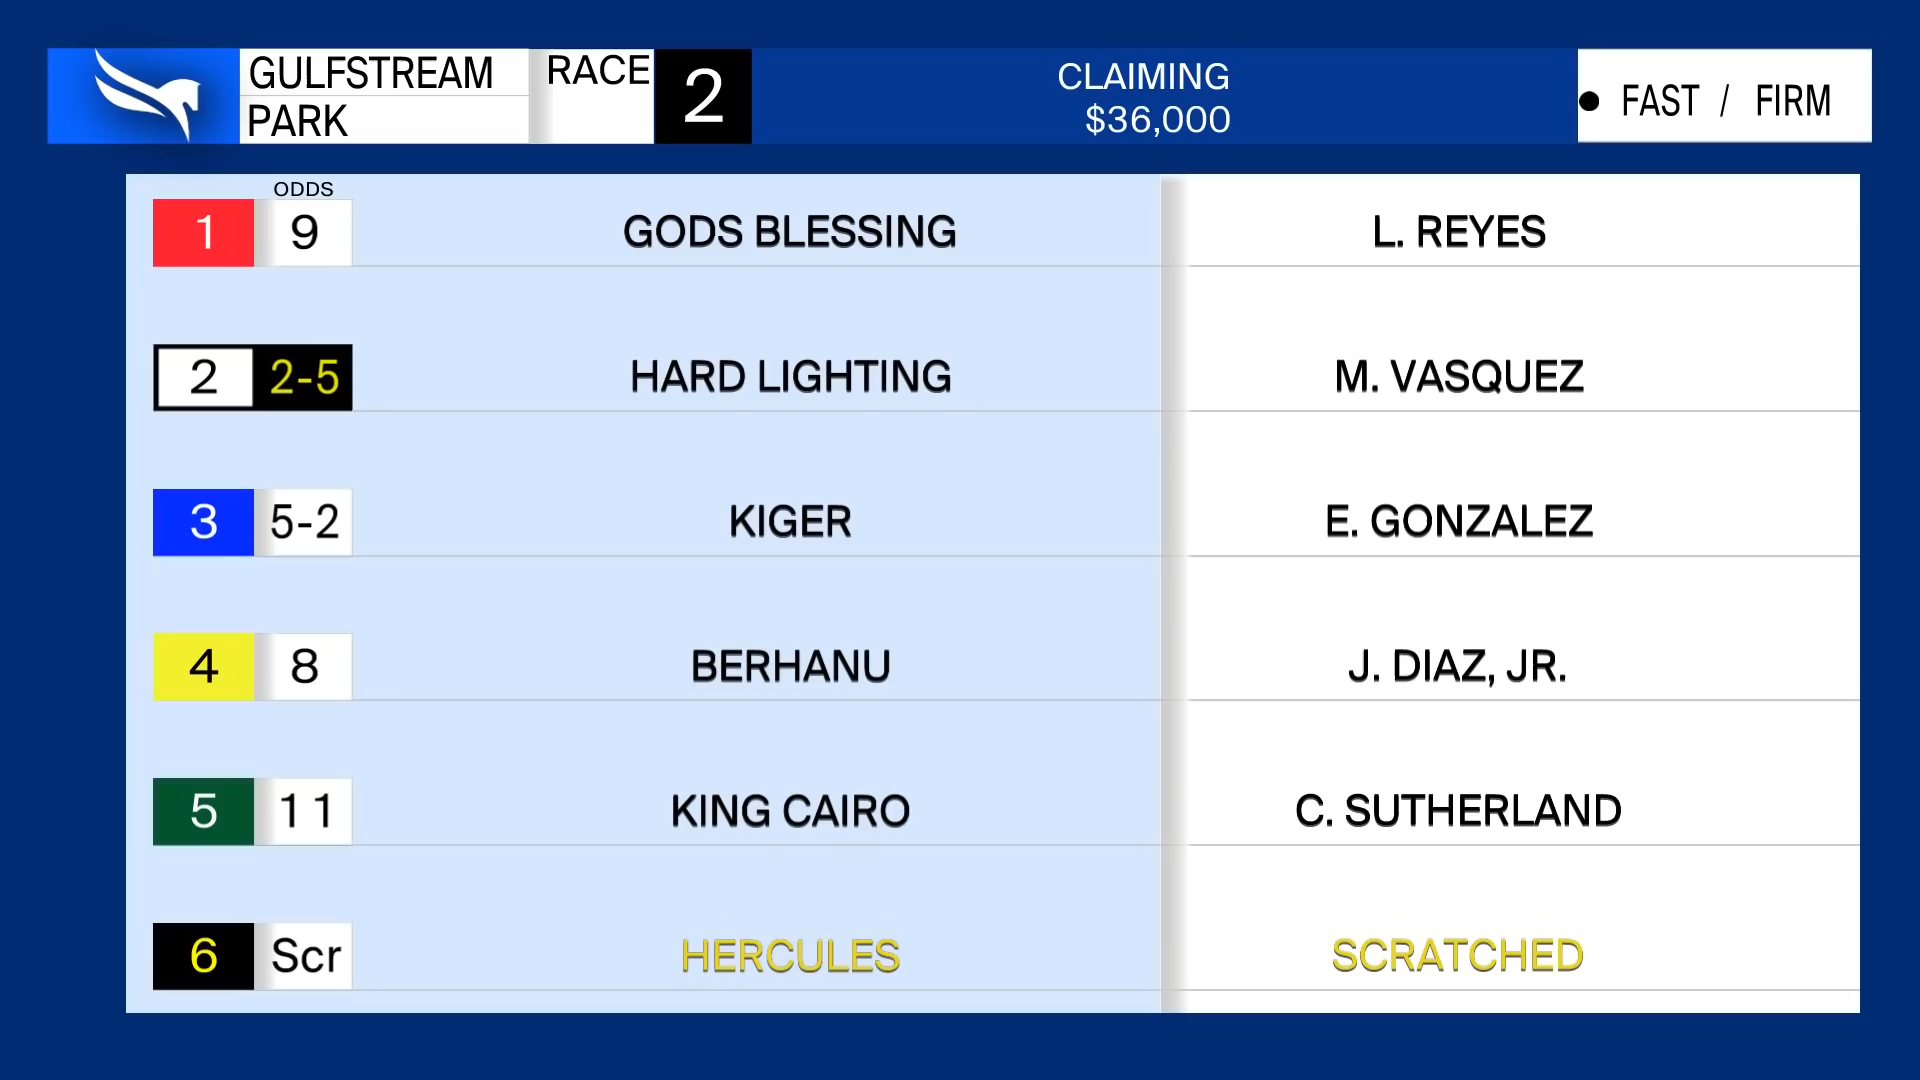 GULFSTREAM
PARK
RACE
2
CLAIMING
$36,000
● FAST / FIRM
ODDS
1 9 GODS BLESSING L. REYES
2 2-5 HARD LIGHTING M. VASQUEZ
3 5-2 KIGER E. GONZALEZ
4 8 BERHANU J. DIAZ, JR.
5 11 KING CAIRO C. SUTHERLAND
6 Scr HERCULES SCRATCHED